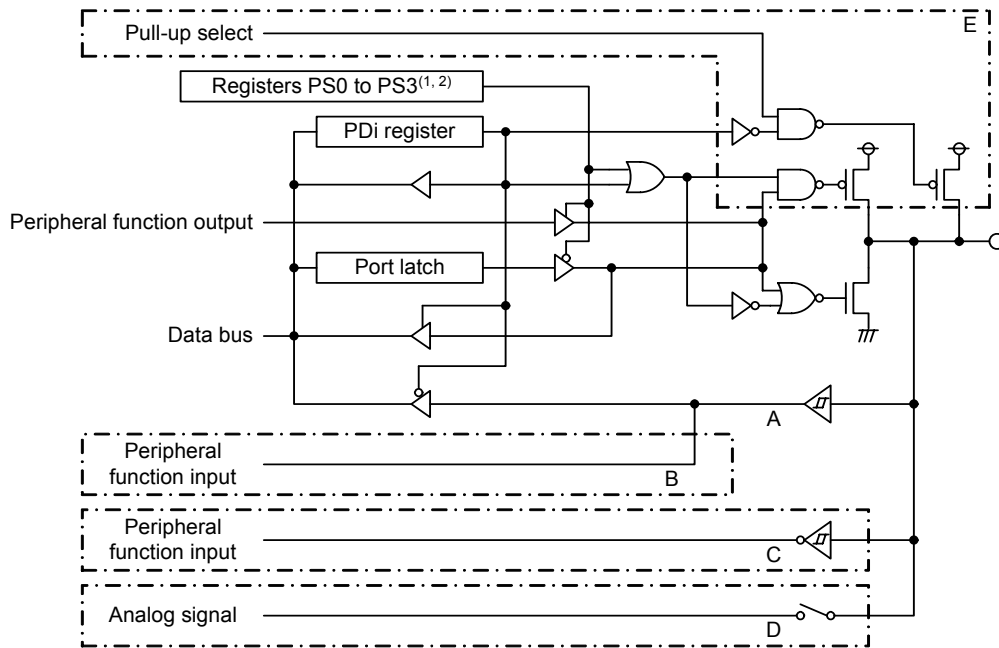 Pull-up select
E
Registers PS0 to PS3(1, 2)
PDi register
Peripheral function output
Port latch
Data bus
A
Peripheral
function input
B
Peripheral
function input
C
Analog signal
D